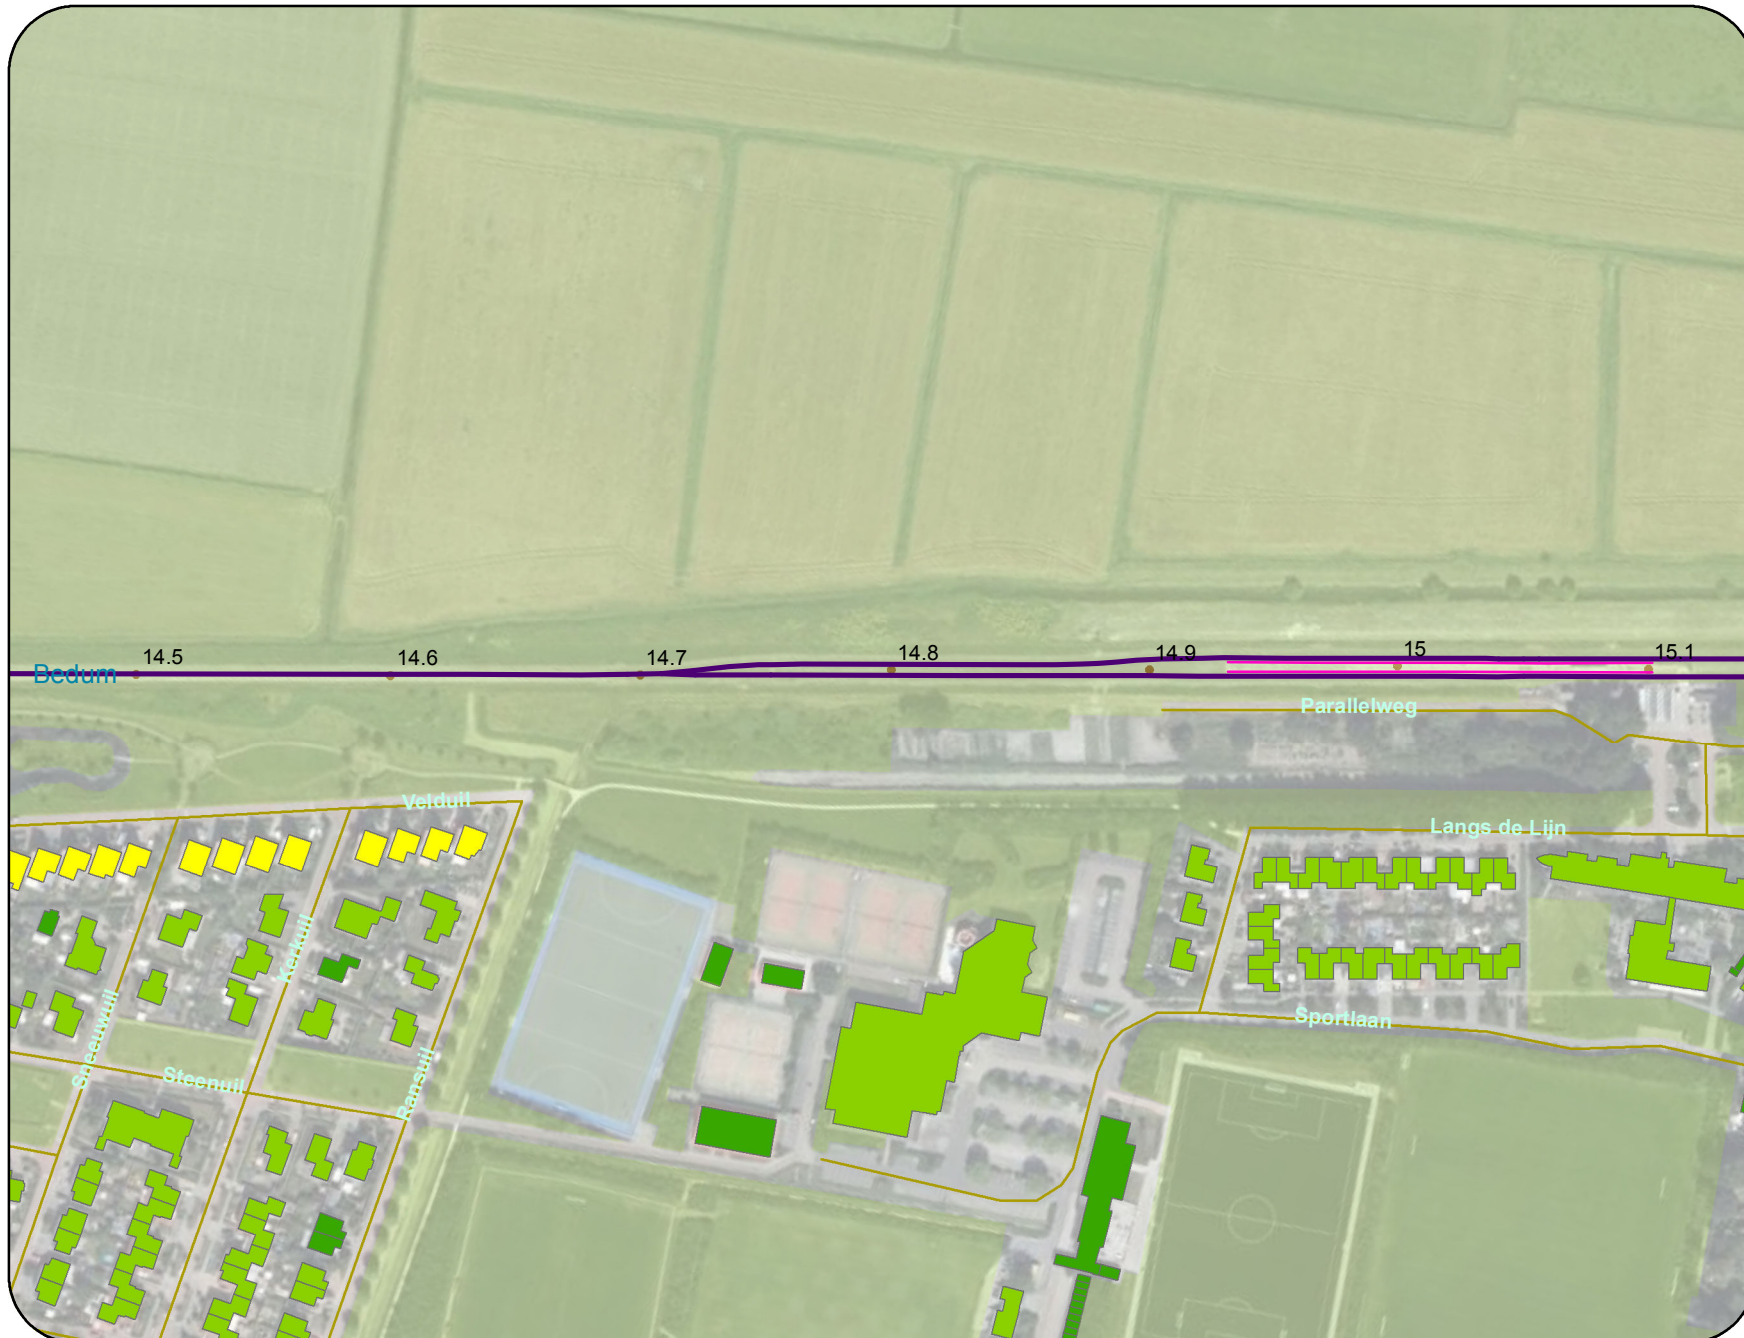 14.5
14.6
14.7
14.8
14.9
15
15.1
Bedum
Parallelweg
Velduil
Langs de Lijn
Kerkuil
Sneeuwuil
Sportlaan
Steenuil
Ransuil